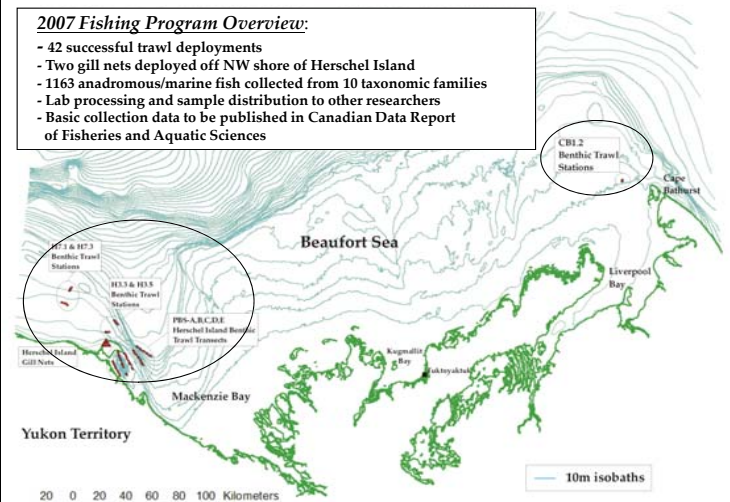 2007 Fishing Program Overview:
- 42 successful trawl deployments
- Two gill nets deployed off NW shore of Herschel Island
- 1163 anadromous/marine fish collected from 10 taxonomic families
- Lab processing and sample distribution to other researchers
- Basic collection data to be published in Canadian Data Report
of Fisheries and Aquatic Sciences
CB1.2
Benthic Trawl
Stations
Cape
Bathurst
Beaufort Sea
H7.1 & H7.3
Benthic Trawl
Stations
H3.3 & H3.5
Benthic Trawl
Stations
Liverpool
Bay
PBS-A,B,C,D,E
Herschel Island Benthic
Trawl Transects
Herschel Island
Gill Nets
Kugmallit
Bay
Tuktoyaktuk
Mackenzie Bay
Yukon Territory
10m isobaths
20 0 20 40 60 80 100 Kilometers